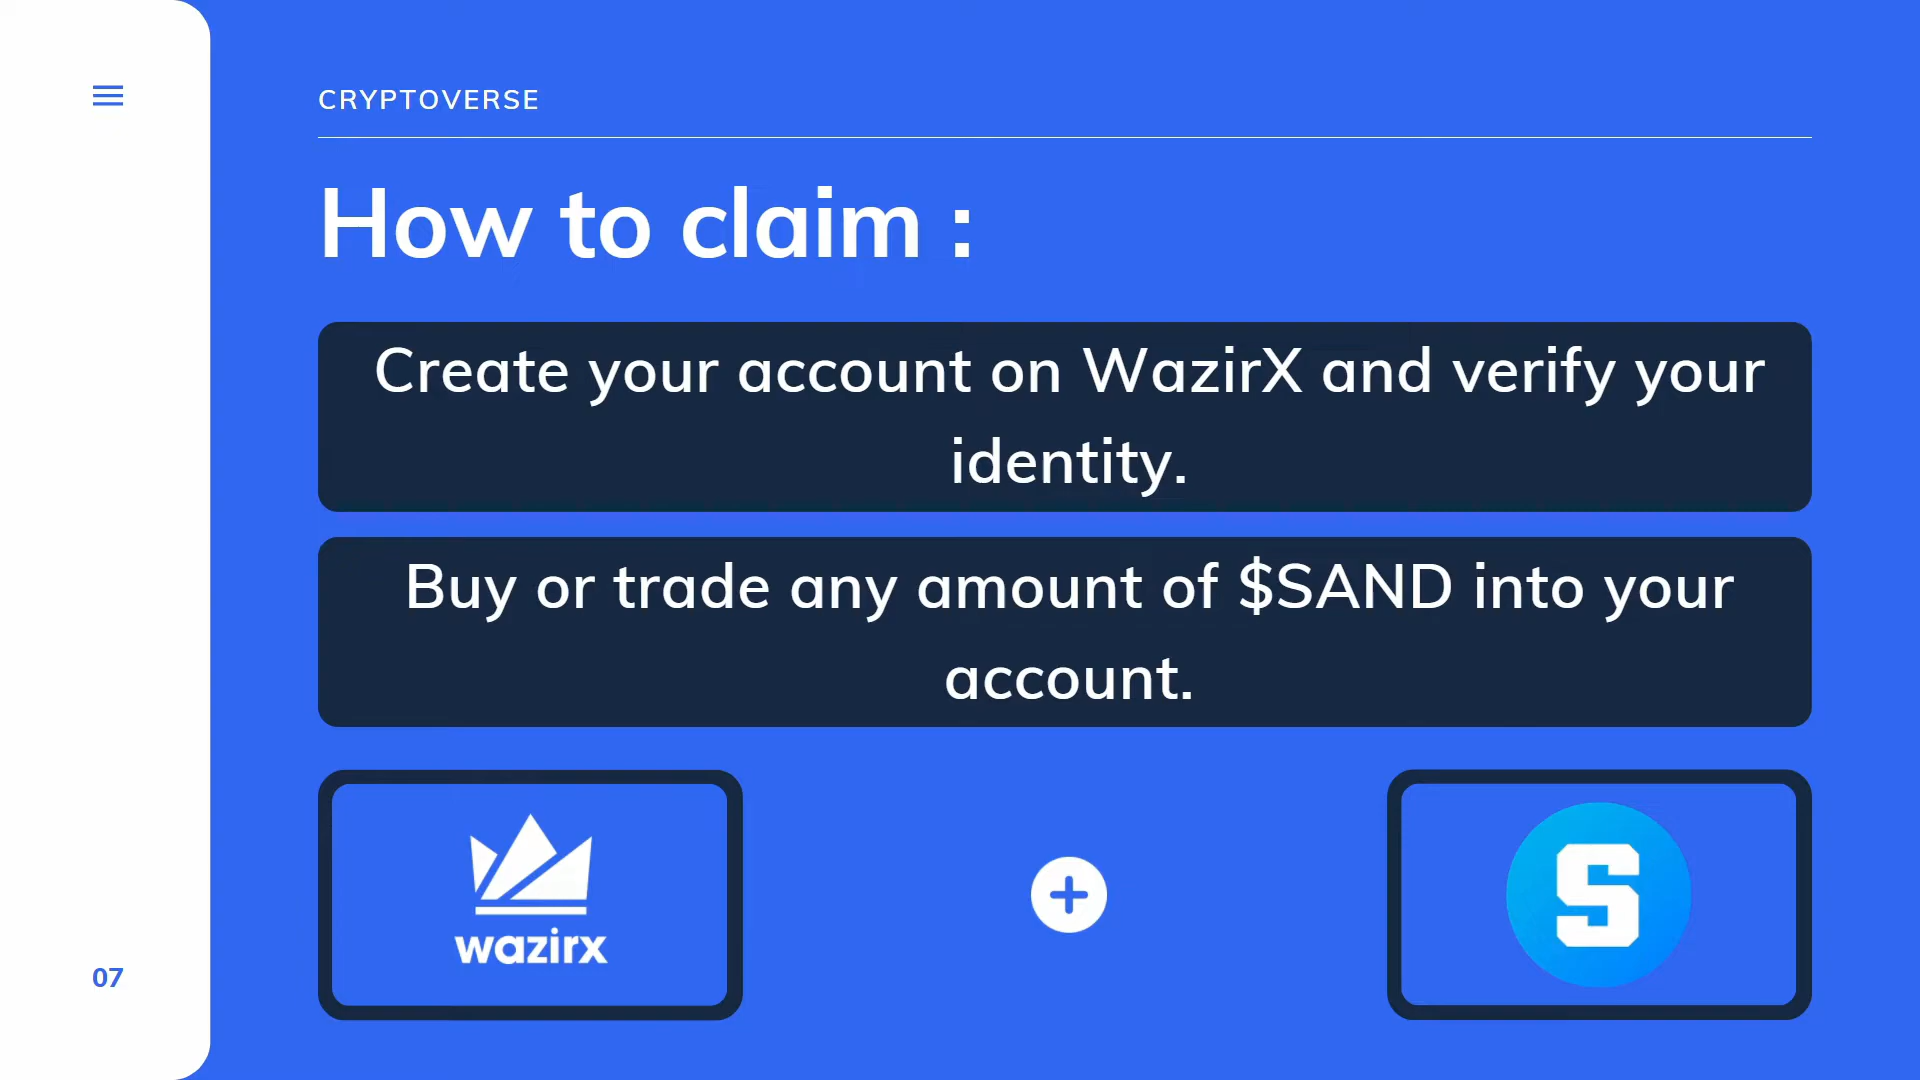 CRYPTOVERSE
How to claim :
Create your account on WazirX and verify your
identity.
Buy or trade any amount of $SAND into your
account.
wazirx
S
07